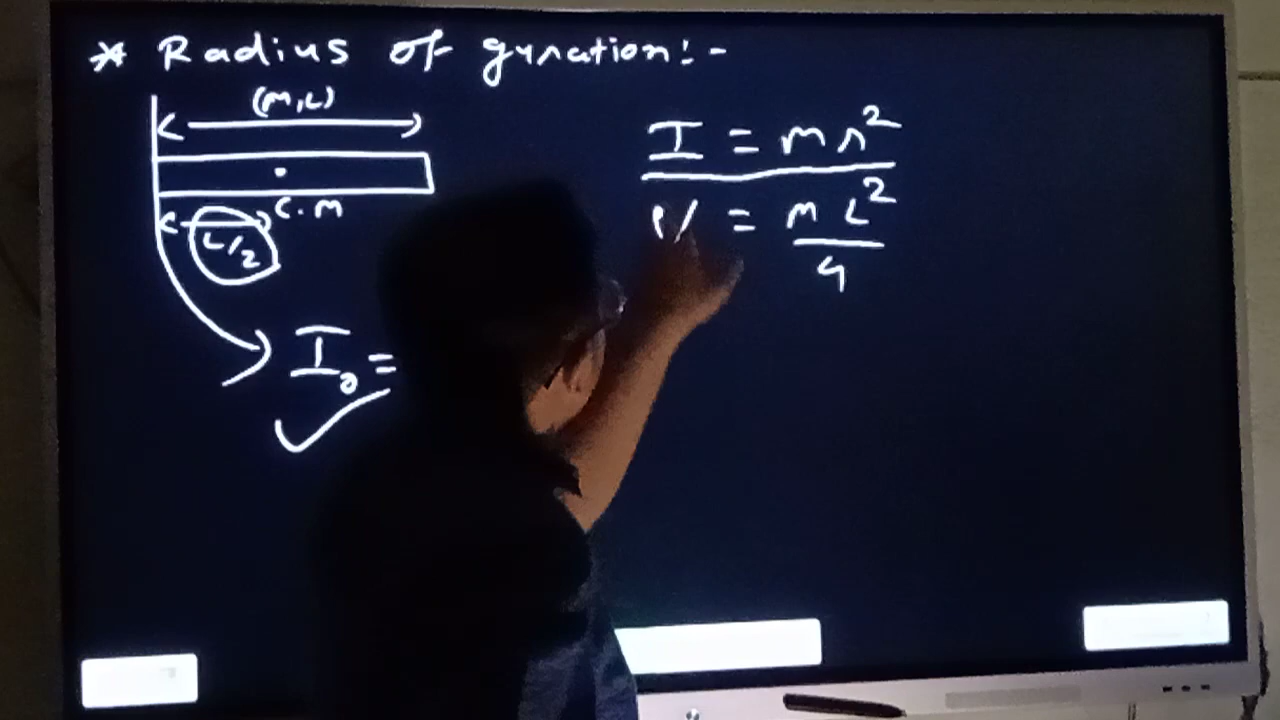 * Radius of gyration:-
(M,L)
I = mr²
C.M
L/2
= mL²/4
I₀ =